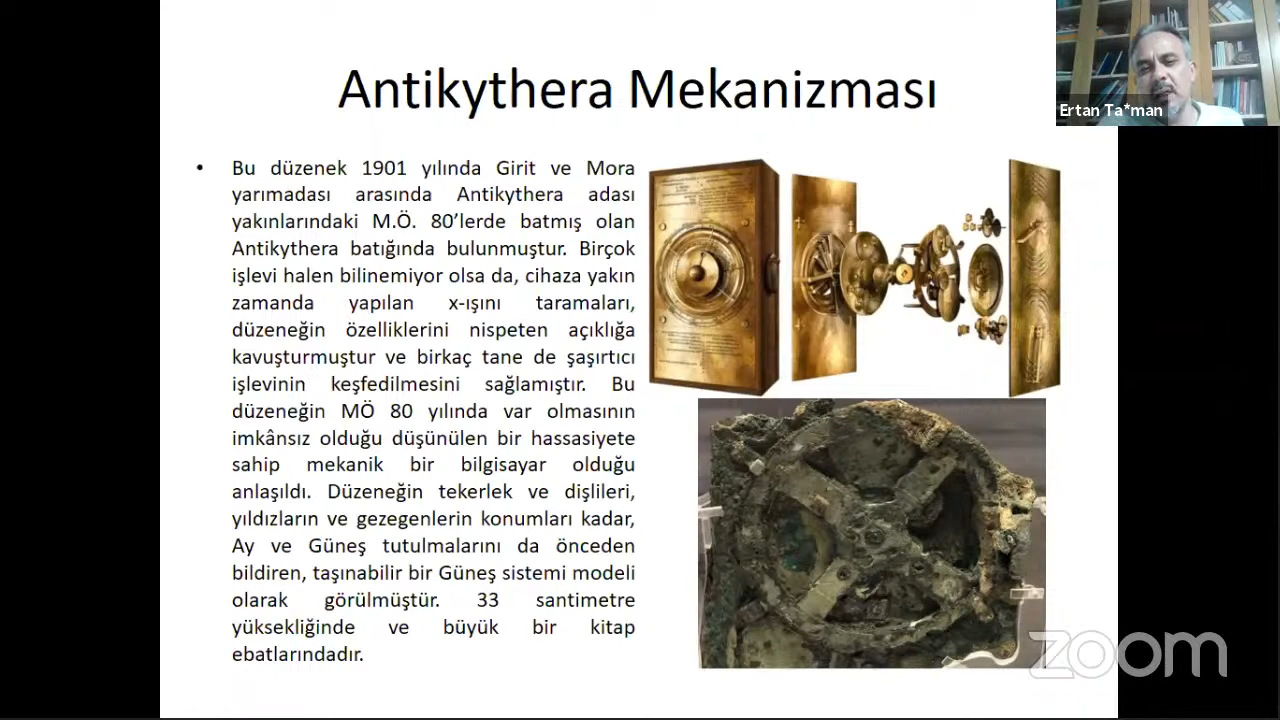 Antikythera Mekanizması
Ertan Ta*man
• Bu düzenek 1901 yılında Girit ve Mora
yarımadası arasında Antikythera adası
yakınlarındaki M.Ö. 80’lerde batmış olan
Antikythera batığında bulunmuştur. Birçok
işlevi halen bilinemiyor olsa da, cihaza yakın
zamanda yapılan x-ışını taramaları,
düzeneğin özelliklerini nispeten açıklığa
kavuşturmuştur ve birkaç tane de şaşırtıcı
işlevinin keşfedilmesini sağlamıştır. Bu
düzeneğin MÖ 80 yılında var olmasının
imkânsız olduğu düşünülen bir hassasiyete
sahip mekanik bir bilgisayar olduğu
anlaşıldı. Düzeneğin tekerlek ve dişlileri,
yıldızların ve gezegenlerin konumları kadar,
Ay ve Güneş tutulmalarını da önceden
bildiren, taşınabilir bir Güneş sistemi modeli
olarak görülmüştür. 33 santimetre
yüksekliğinde ve büyük bir kitap
ebatlarındadır.
zoom